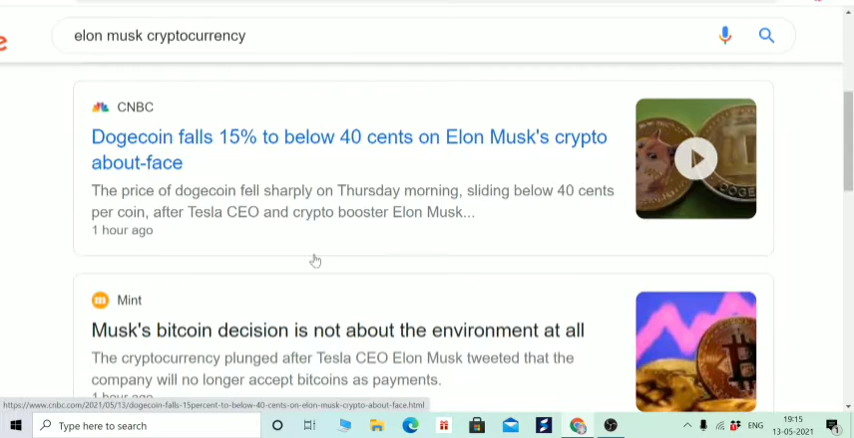 elon musk cryptocurrency
CNBC
Dogecoin falls 15% to below 40 cents on Elon Musk's crypto
about-face
The price of dogecoin fell sharply on Thursday morning, sliding below 40 cents
per coin, after Tesla CEO and crypto booster Elon Musk...
1 hour ago
Mint
Musk's bitcoin decision is not about the environment at all
The cryptocurrency plunged after Tesla CEO Elon Musk tweeted that the
company will no longer accept bitcoins as payments.
1 hour ago
https://www.cnbc.com/2021/05/13/dogecoin-falls-15percent-to-below-40-cents-on-elon-musk-crypto-about-face.html
Type here to search
ENG
19:15
13-05-2021